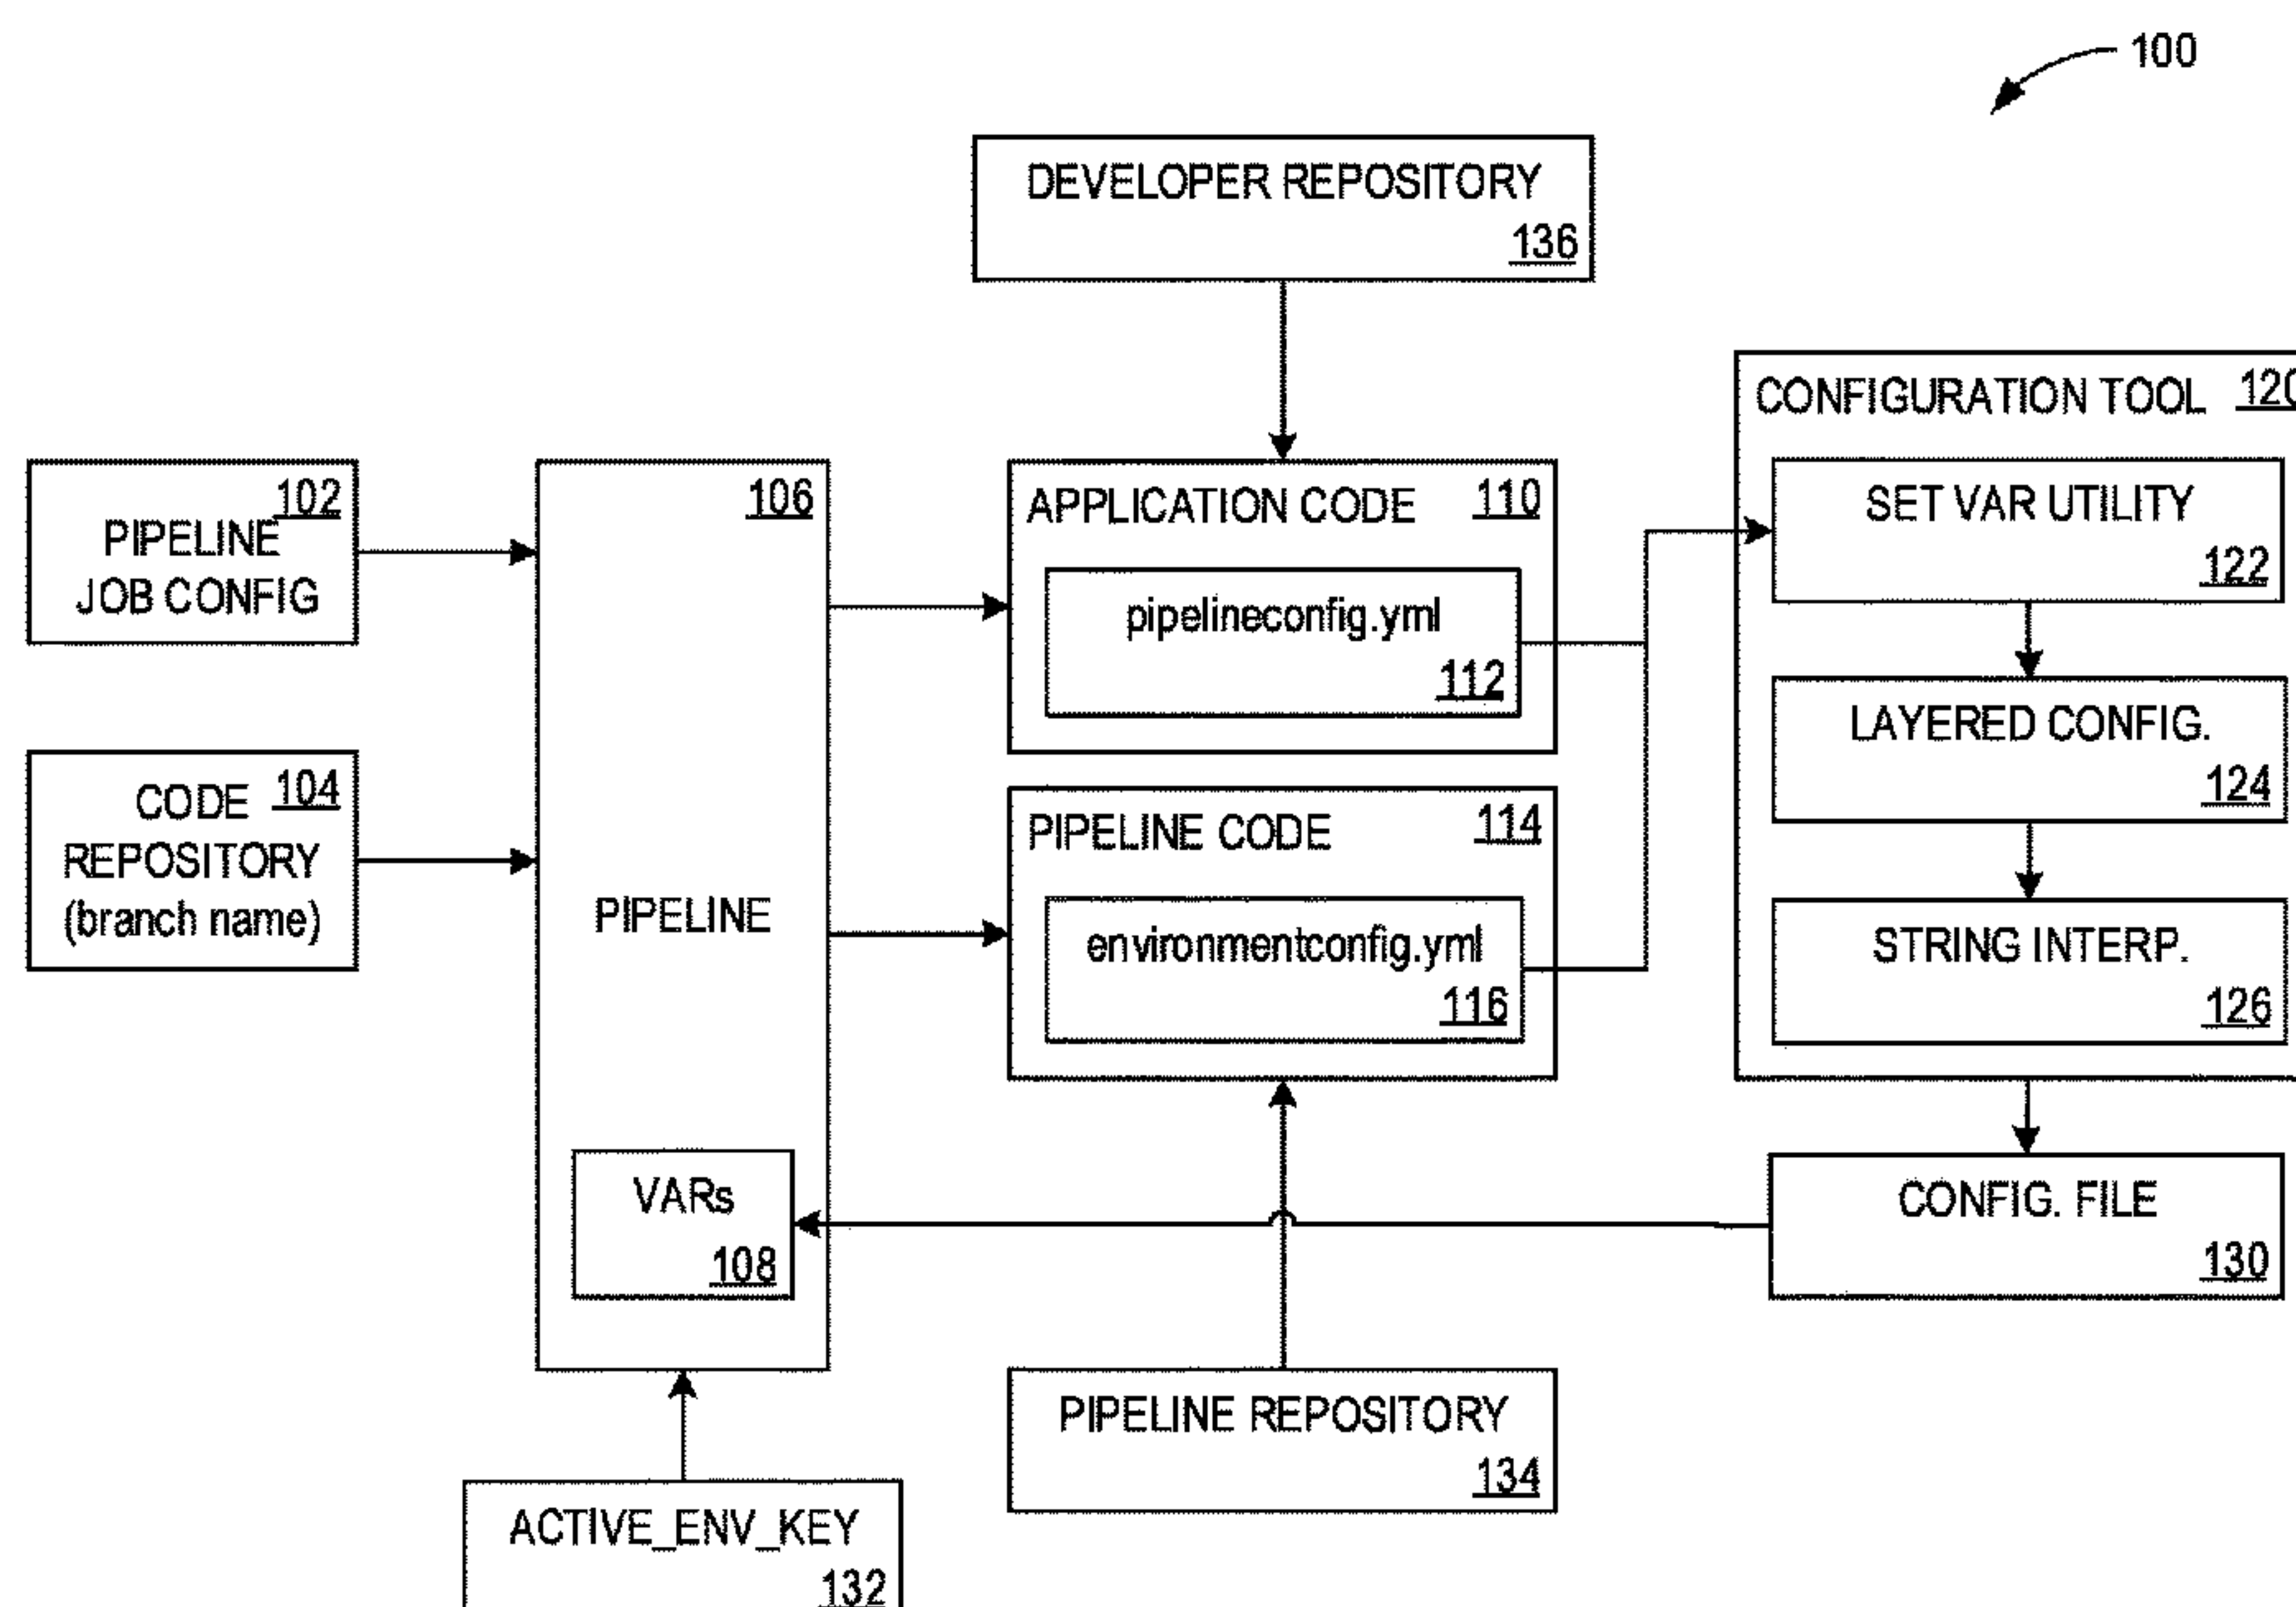 100
DEVELOPER REPOSITORY
136
102
PIPELINE
JOB CONFIG
104
CODE
REPOSITORY
(branch name)
106
PIPELINE
VARs
108
APPLICATION CODE 110
pipelineconfig.yml
112
PIPELINE CODE 114
environmentconfig.yml
116
CONFIGURATION TOOL 120
SET VAR UTILITY
122
LAYERED CONFIG.
124
STRING INTERP.
126
CONFIG. FILE
130
PIPELINE REPOSITORY
134
ACTIVE_ENV_KEY
132